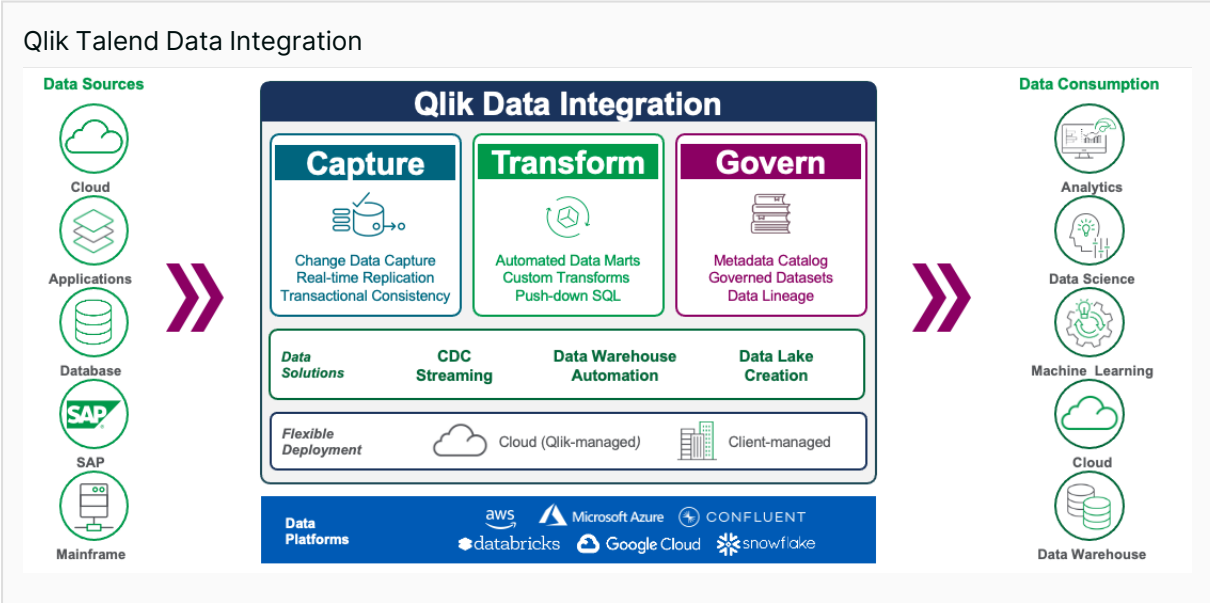 Qlik Talend Data Integration
Data Sources
Cloud
Applications
Database
SAP
SAP
Mainframe
Qlik Data Integration
Capture
Change Data Capture
Real-time Replication
Transactional Consistency
Transform
Automated Data Marts
Custom Transforms
Push-down SQL
Govern
Metadata Catalog
Governed Datasets
Data Lineage
Data
Solutions
CDC
Streaming
Data Warehouse
Automation
Data Lake
Creation
Flexible
Deployment
Cloud (Qlik-managed)
Client-managed
Data
Platforms
aws
Microsoft Azure
CONFLUENT
databricks
Google Cloud
snowflake
Data Consumption
Analytics
Data Science
Machine Learning
Cloud
Data Warehouse